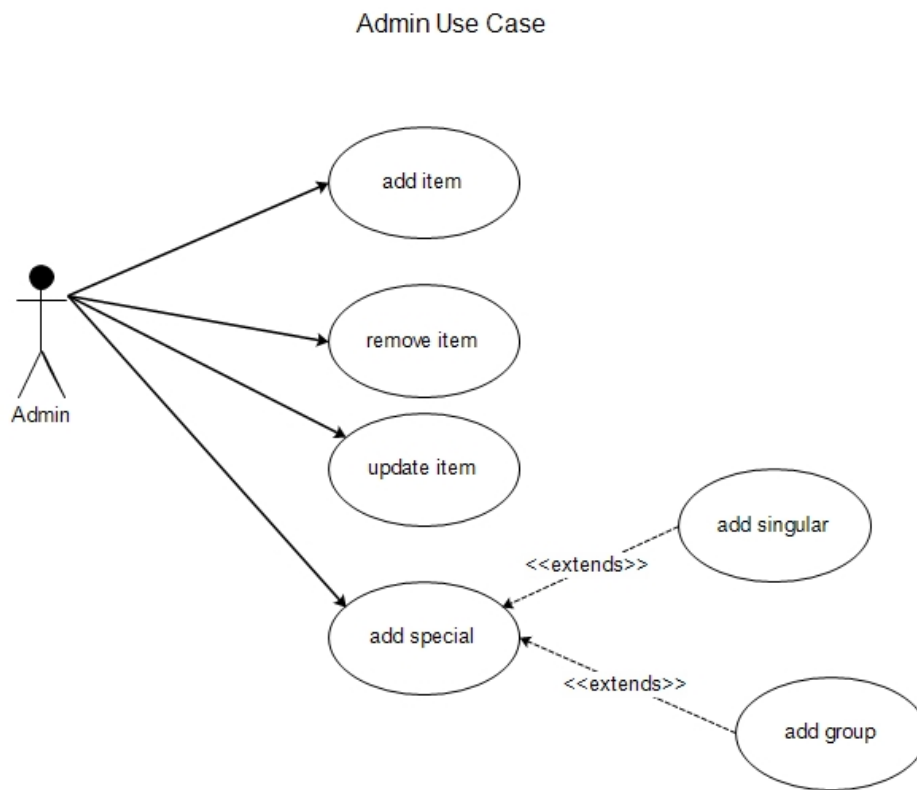 Admin Use Case
add item
remove item
Admin
update item
add singular
<<extends>>
add special
<<extends>>
add group